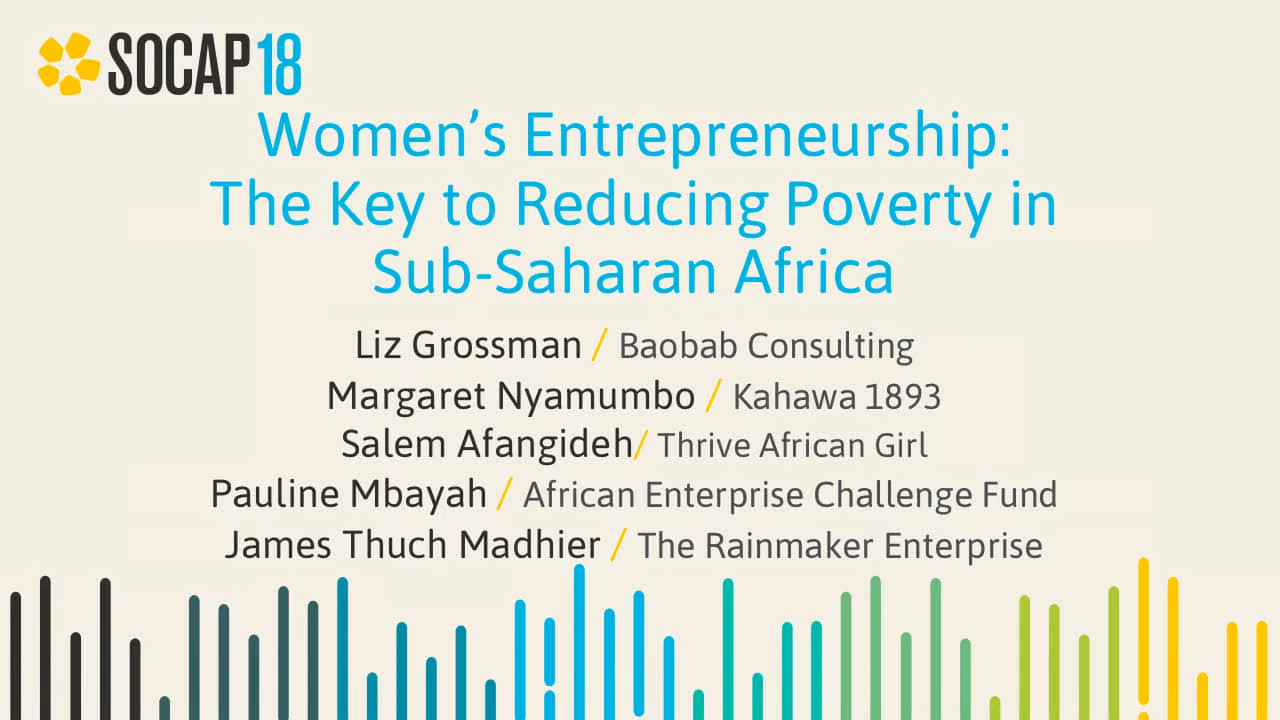 SOCAP18
Women’s Entrepreneurship:
The Key to Reducing Poverty in
Sub-Saharan Africa
Liz Grossman / Baobab Consulting
Margaret Nyamumbo / Kahawa 1893
Salem Afangideh/ Thrive African Girl
Pauline Mbayah / African Enterprise Challenge Fund
James Thuch Madhier / The Rainmaker Enterprise